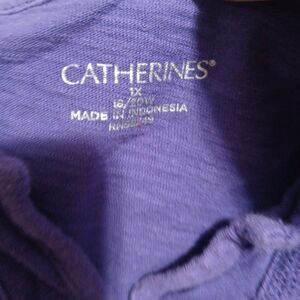 CATHERINES®
1X
18/20W
MADE IN INDONESIA